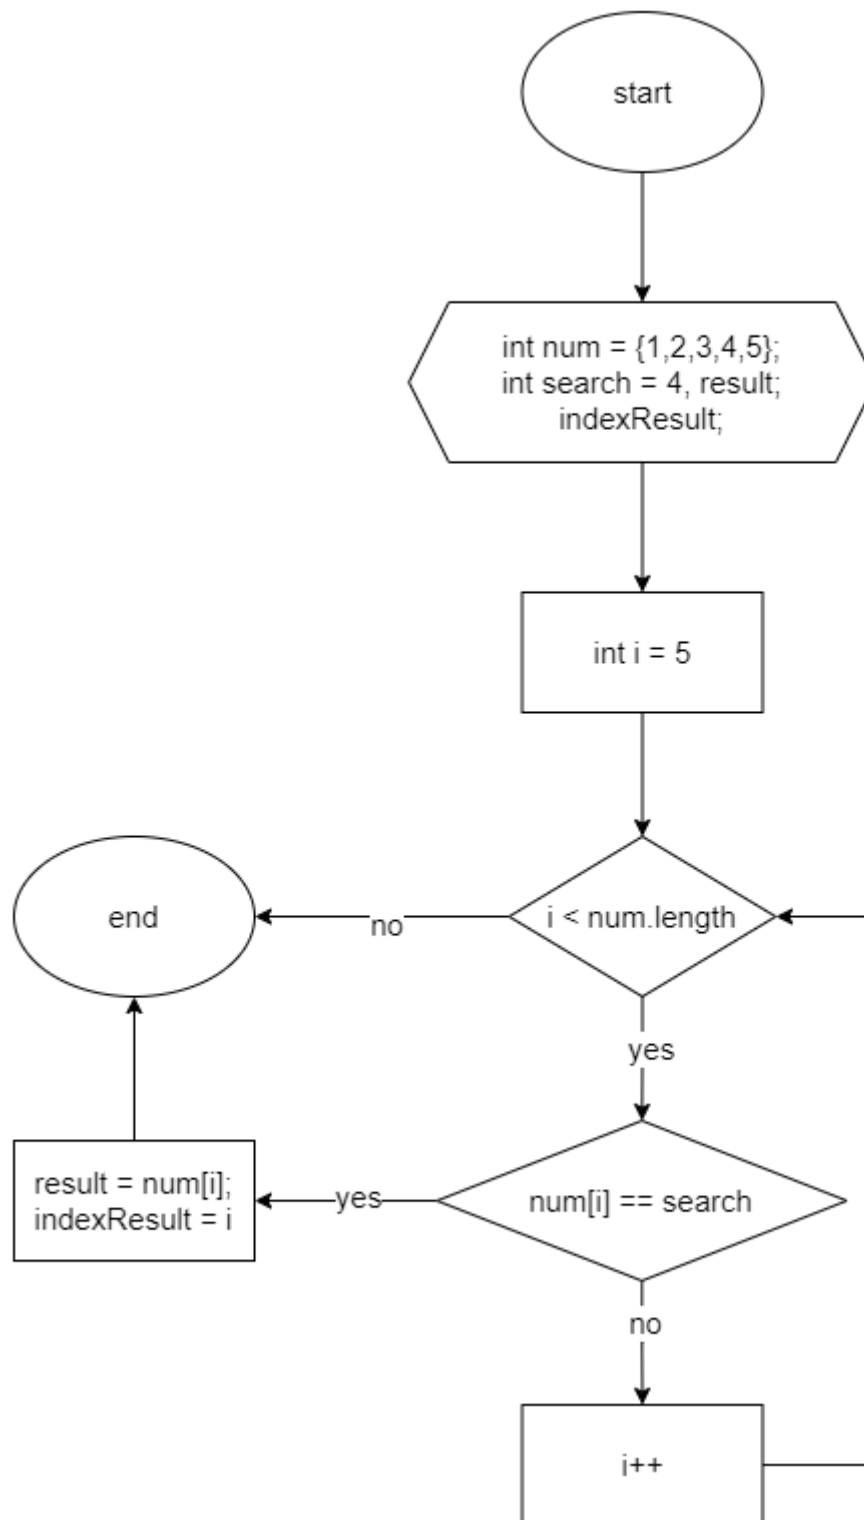 start
int num = {1,2,3,4,5};
int search = 4, result;
indexResult;
int i = 5
i < num.length
no
end
yes
num[i] == search
yes
result = num[i];
indexResult = i
no
i++